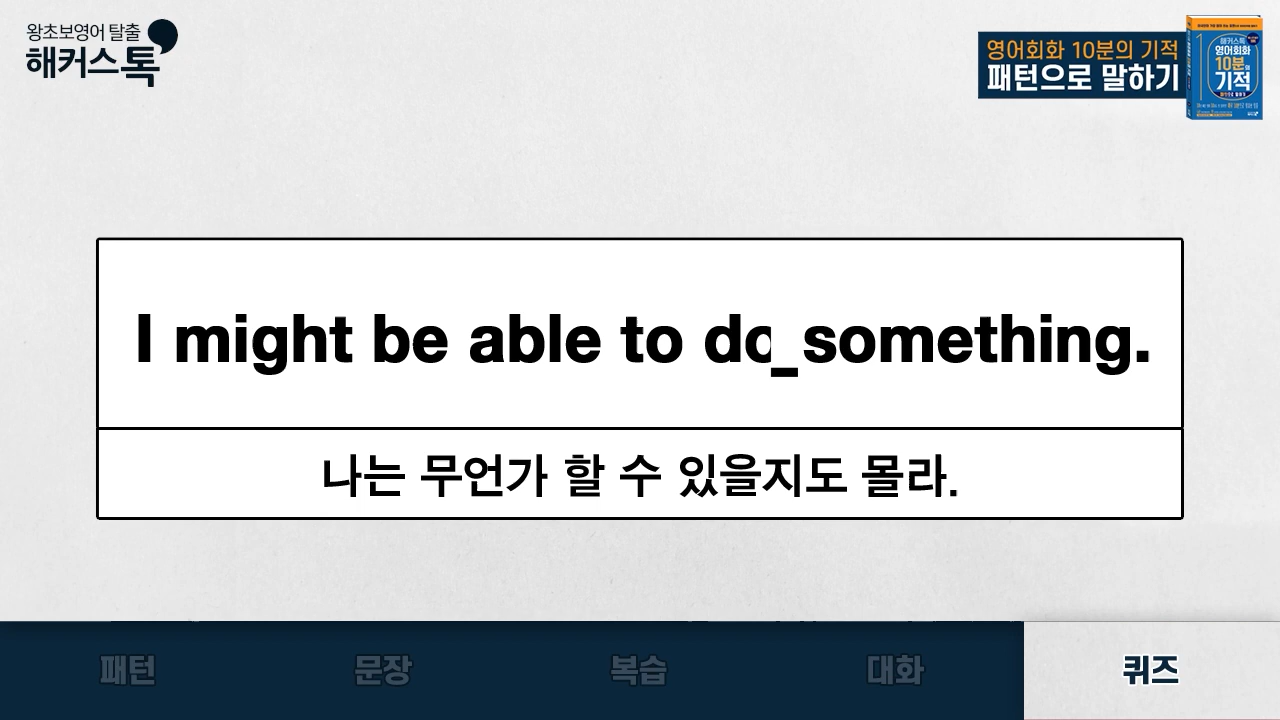 왕초보영어 탈출
해커스톡
영어회화 10분의 기적
패턴으로 말하기
해커스톡
영어회화
10분의
기적
I might be able to do_something.
나는 무언가 할 수 있을지도 몰라.
패턴
문장
복습
대화
퀴즈